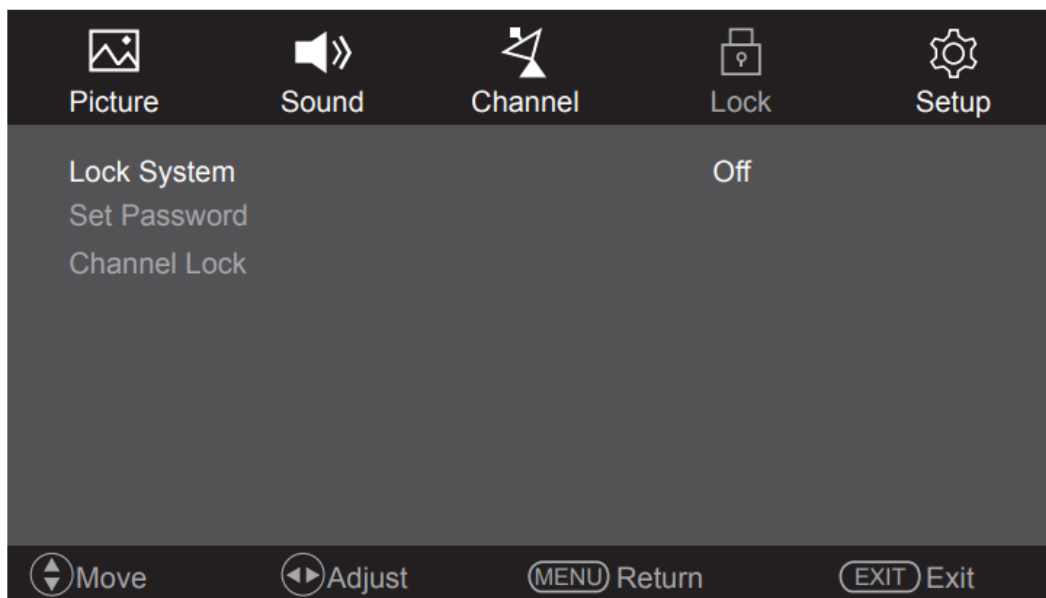 Picture Sound Channel Lock Setup
Lock System Off
Set Password
Channel Lock
Move Adjust MENU Return EXIT Exit